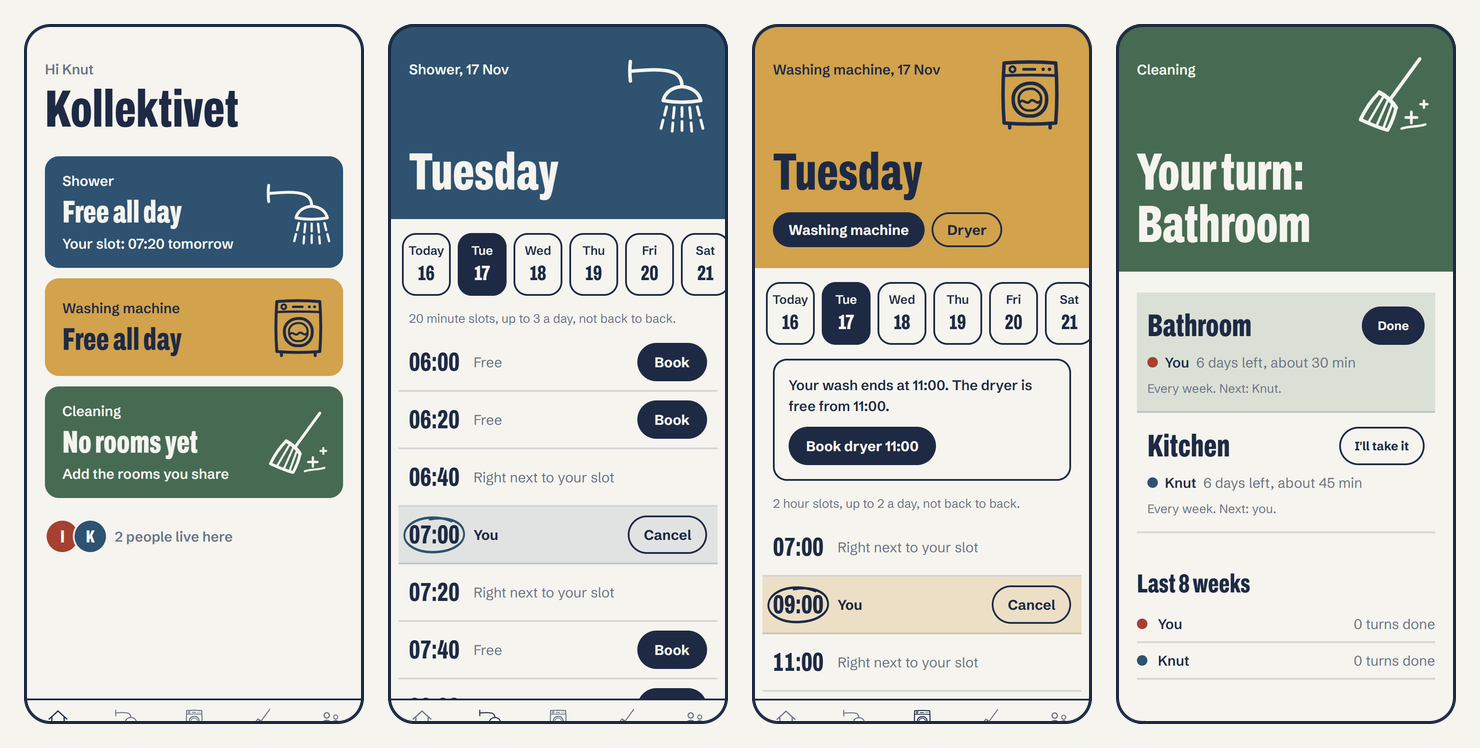 Hi Knut
Kollektivet
Shower
Free all day
Your slot: 07:20 tomorrow
Washing machine
Free all day
Cleaning
No rooms yet
Add the rooms you share
I K 2 people live here
Shower, 17 Nov
Tuesday
Today Tue Wed Thu Fri Sat
16 17 18 19 20 21
20 minute slots, up to 3 a day, not back to back.
06:00 Free Book
06:20 Free Book
06:40 Right next to your slot
07:00 You Cancel
07:20 Right next to your slot
07:40 Free Book
Washing machine, 17 Nov
Tuesday
Washing machine Dryer
Today Tue Wed Thu Fri Sat
16 17 18 19 20 21
Your wash ends at 11:00. The dryer is
free from 11:00.
Book dryer 11:00
2 hour slots, up to 2 a day, not back to back.
07:00 Right next to your slot
09:00 You Cancel
11:00 Right next to your slot
Cleaning
Your turn:
Bathroom
Bathroom Done
You 6 days left, about 30 min
Every week. Next: Knut.
Kitchen I'll take it
Knut 6 days left, about 45 min
Every week. Next: you.
Last 8 weeks
You 0 turns done
Knut 0 turns done